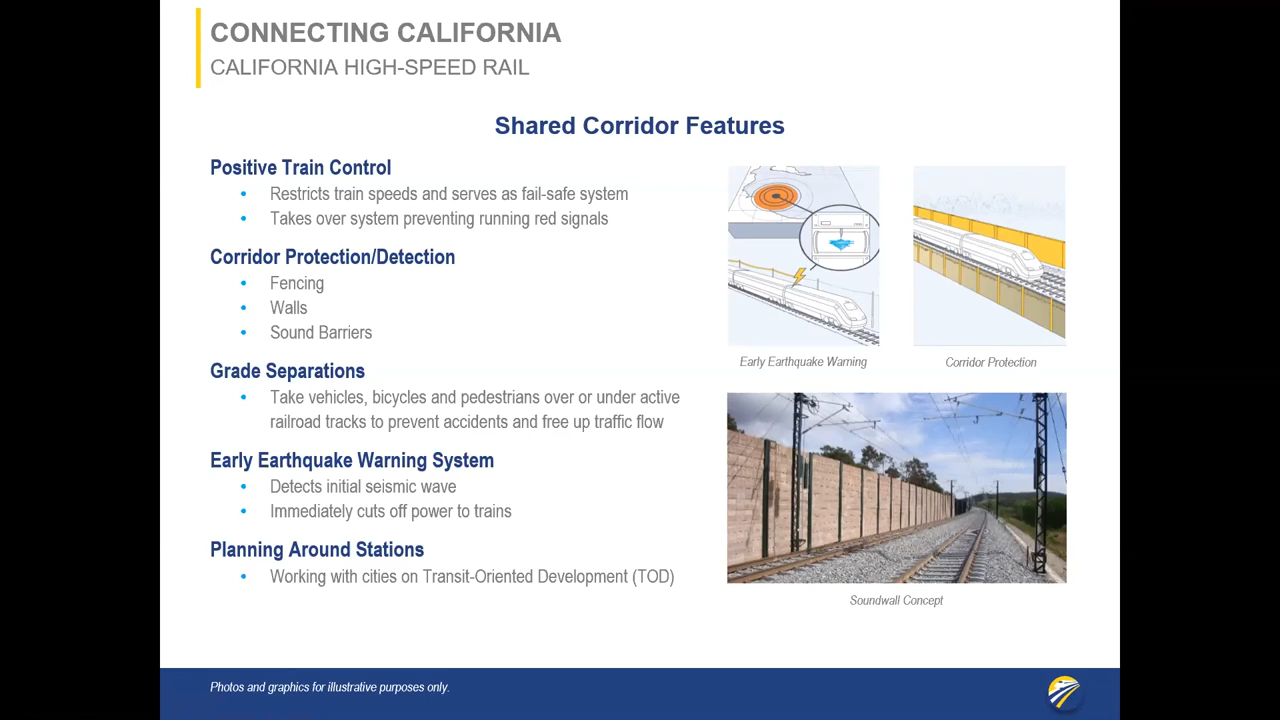 CONNECTING CALIFORNIA
CALIFORNIA HIGH-SPEED RAIL
Shared Corridor Features
Positive Train Control
• Restricts train speeds and serves as fail-safe system
• Takes over system preventing running red signals
Corridor Protection/Detection
• Fencing
• Walls
• Sound Barriers
Grade Separations
• Take vehicles, bicycles and pedestrians over or under active
railroad tracks to prevent accidents and free up traffic flow
Early Earthquake Warning System
• Detects initial seismic wave
• Immediately cuts off power to trains
Planning Around Stations
• Working with cities on Transit-Oriented Development (TOD)
Early Earthquake Warning
Corridor Protection
Soundwall Concept
Photos and graphics for illustrative purposes only.